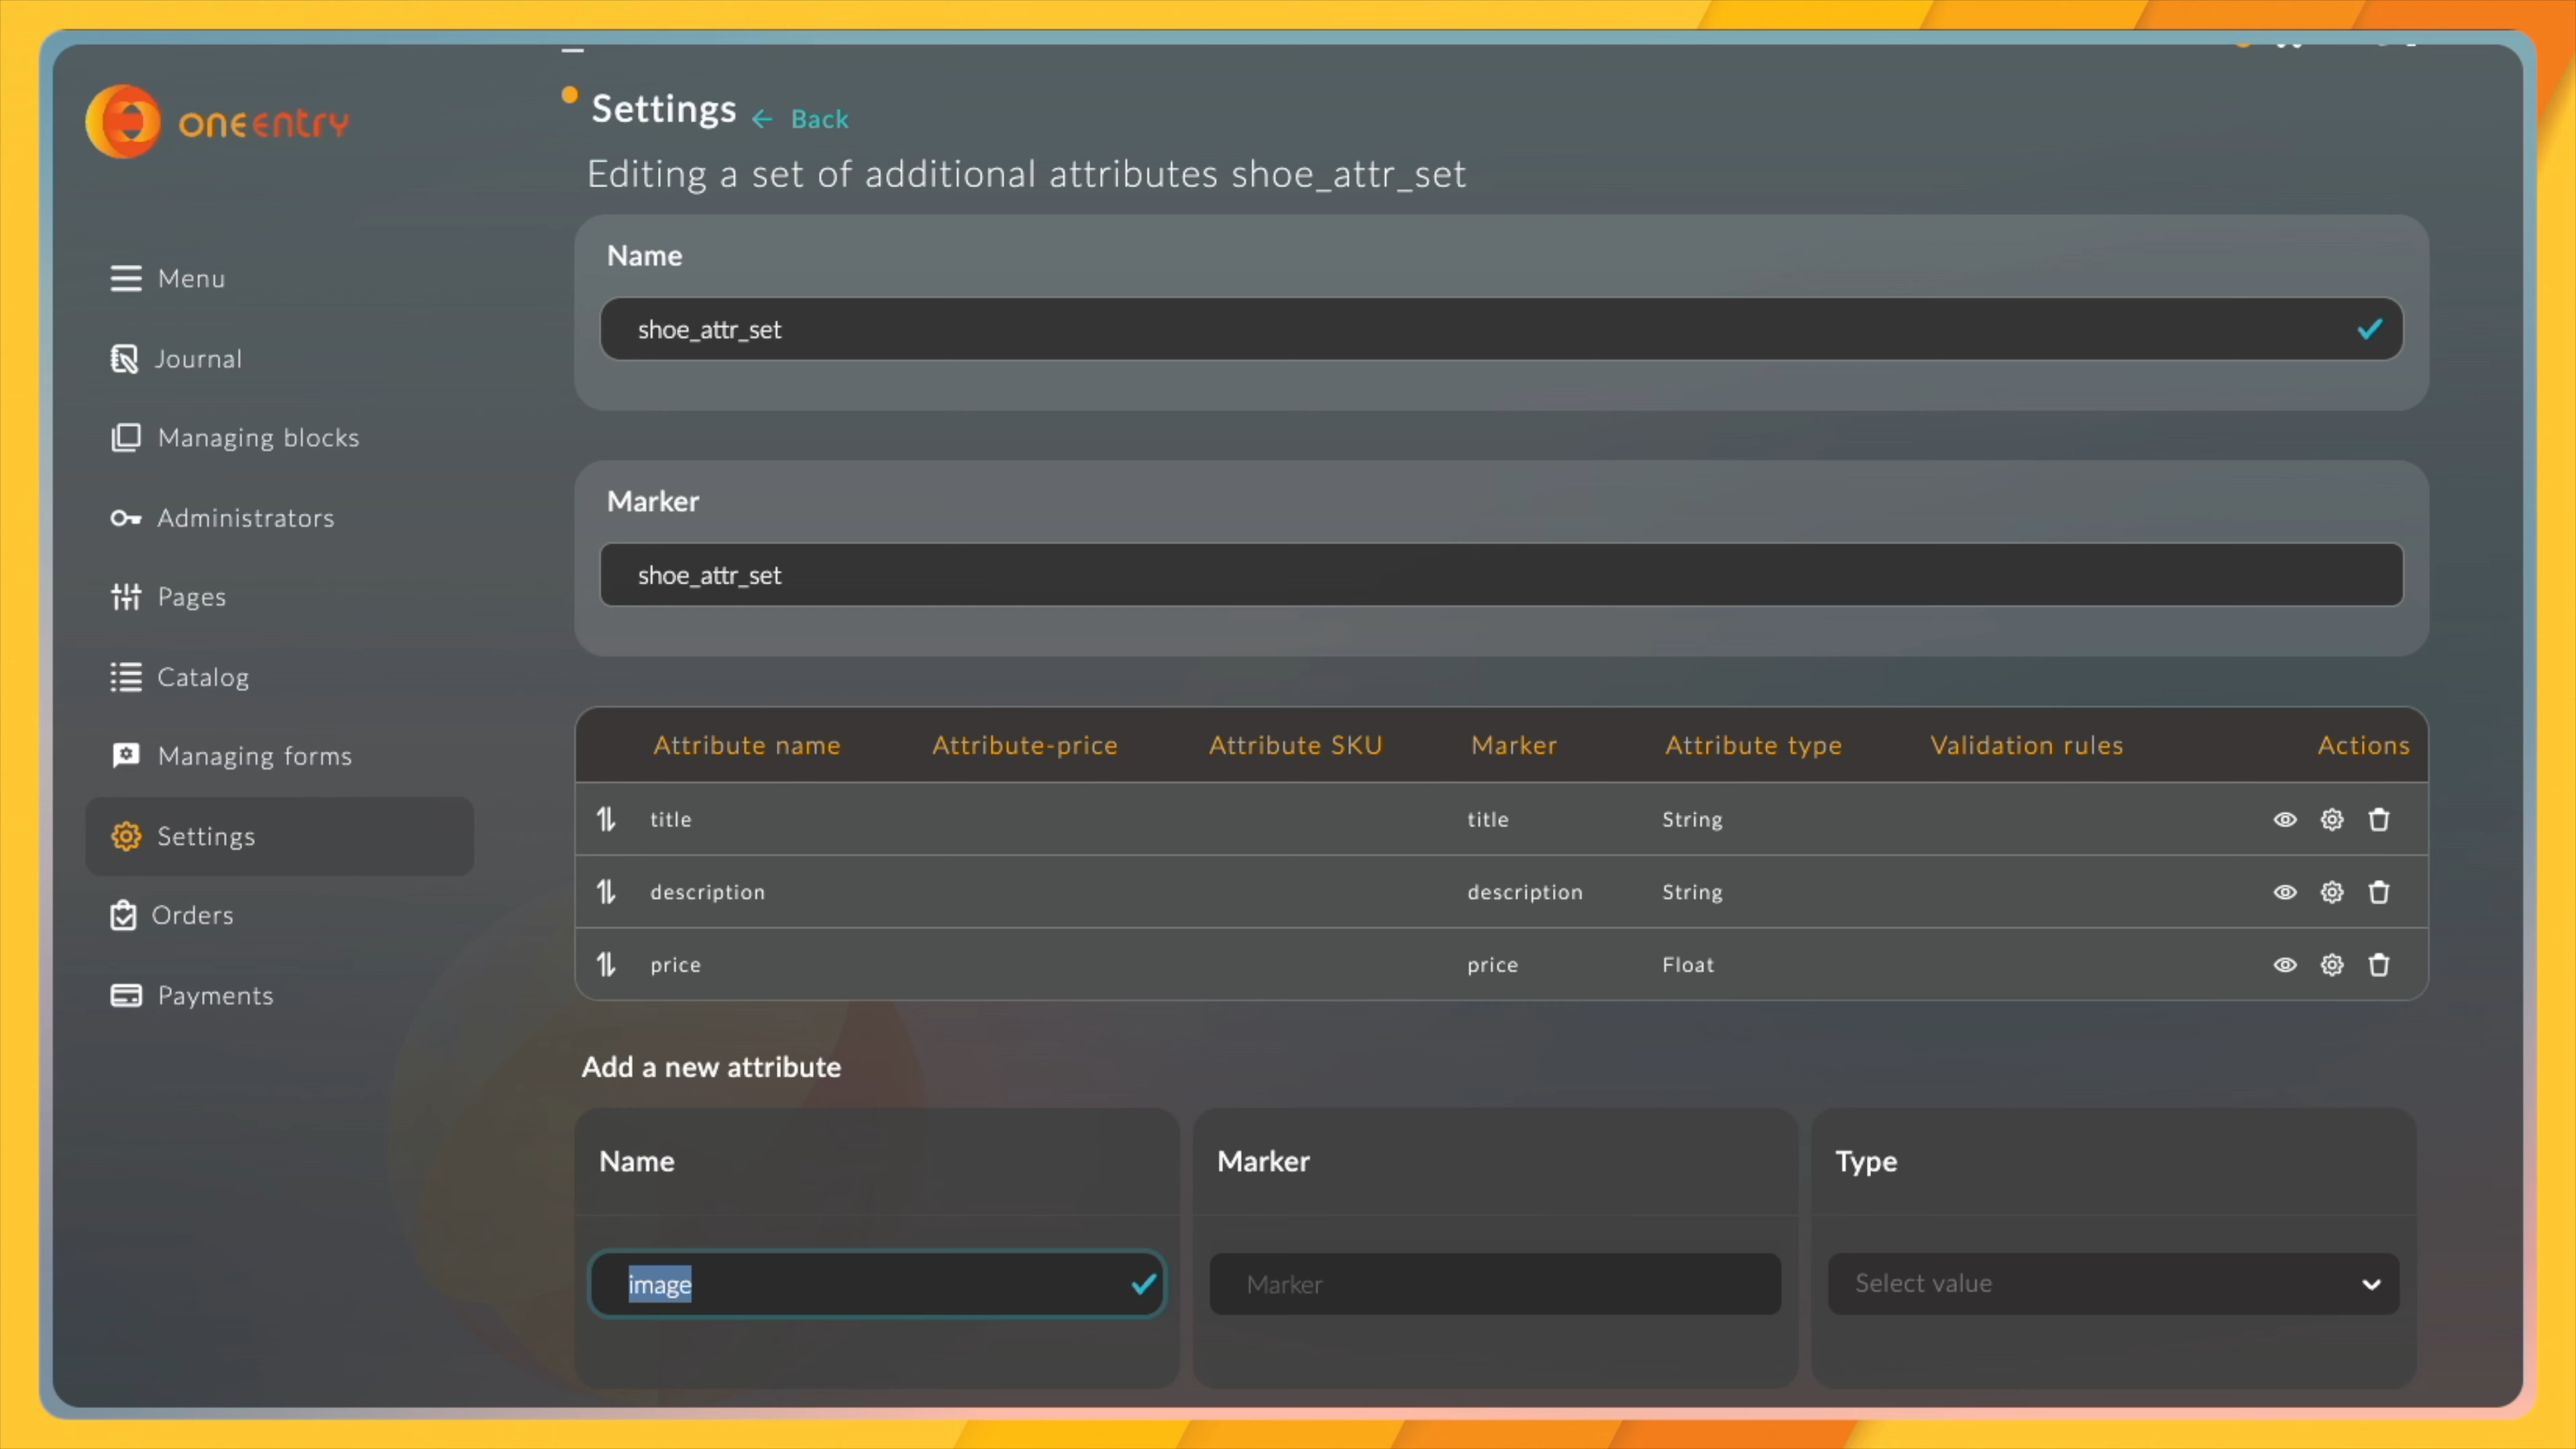 oneentry
Menu
Journal
Managing blocks
Administrators
Pages
Catalog
Managing forms
Settings
Orders
Payments
Settings ← Back
Editing a set of additional attributes shoe_attr_set
Name
shoe_attr_set
Marker
shoe_attr_set
Attribute name Attribute-price Attribute SKU Marker Attribute type Validation rules Actions
title title String
description description String
price price Float
Add a new attribute
Name Marker Type
image Marker Select value